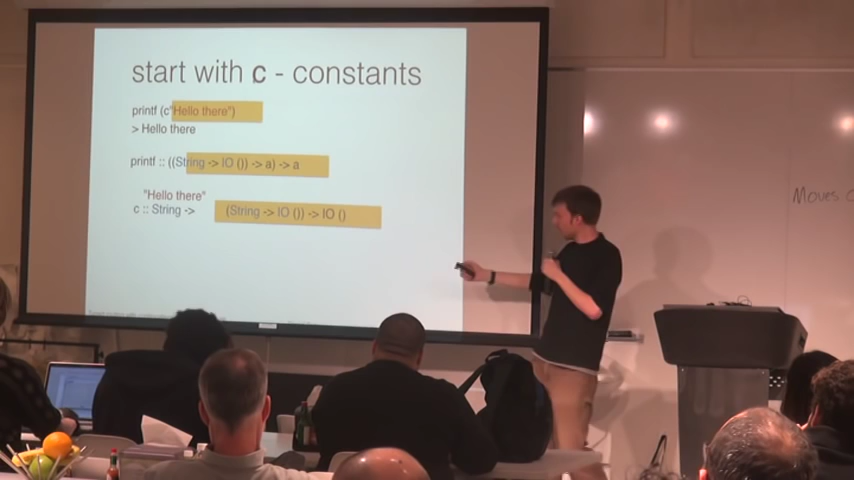 start with c - constants
printf (c"Hello there")
> Hello there
printf :: ((String -> IO ()) -> a) -> a
"Hello there"
c :: String -> (String -> IO ()) -> IO ()
Moves